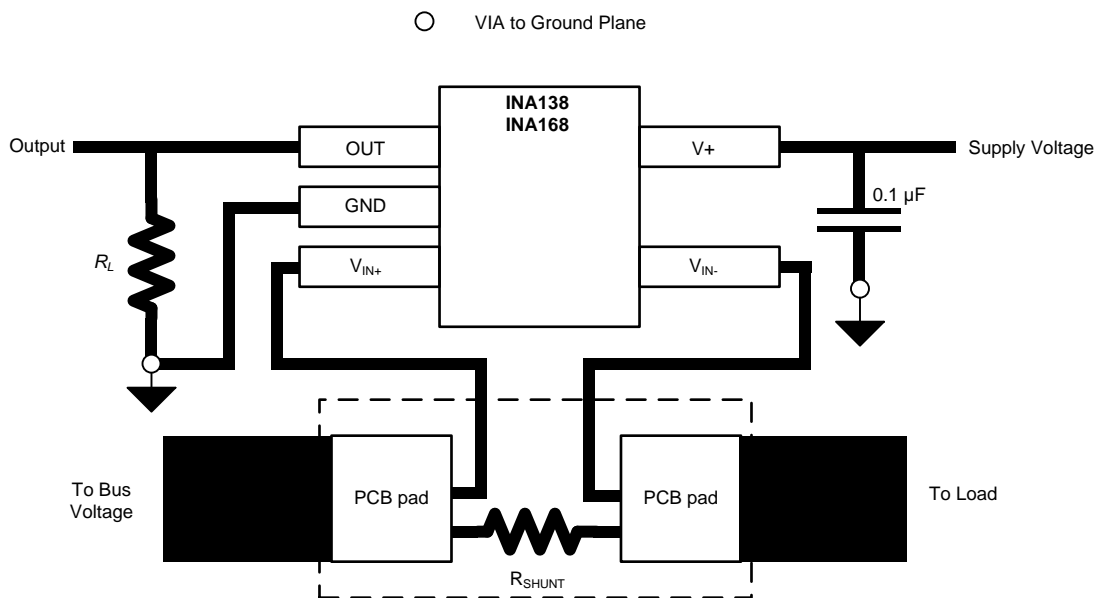 VIA to Ground Plane
INA138
INA168
Output
OUT
V+
Supply Voltage
0.1 µF
GND
R_L
V_IN+
V_IN-
To Bus
Voltage
PCB pad
PCB pad
To Load
R_SHUNT